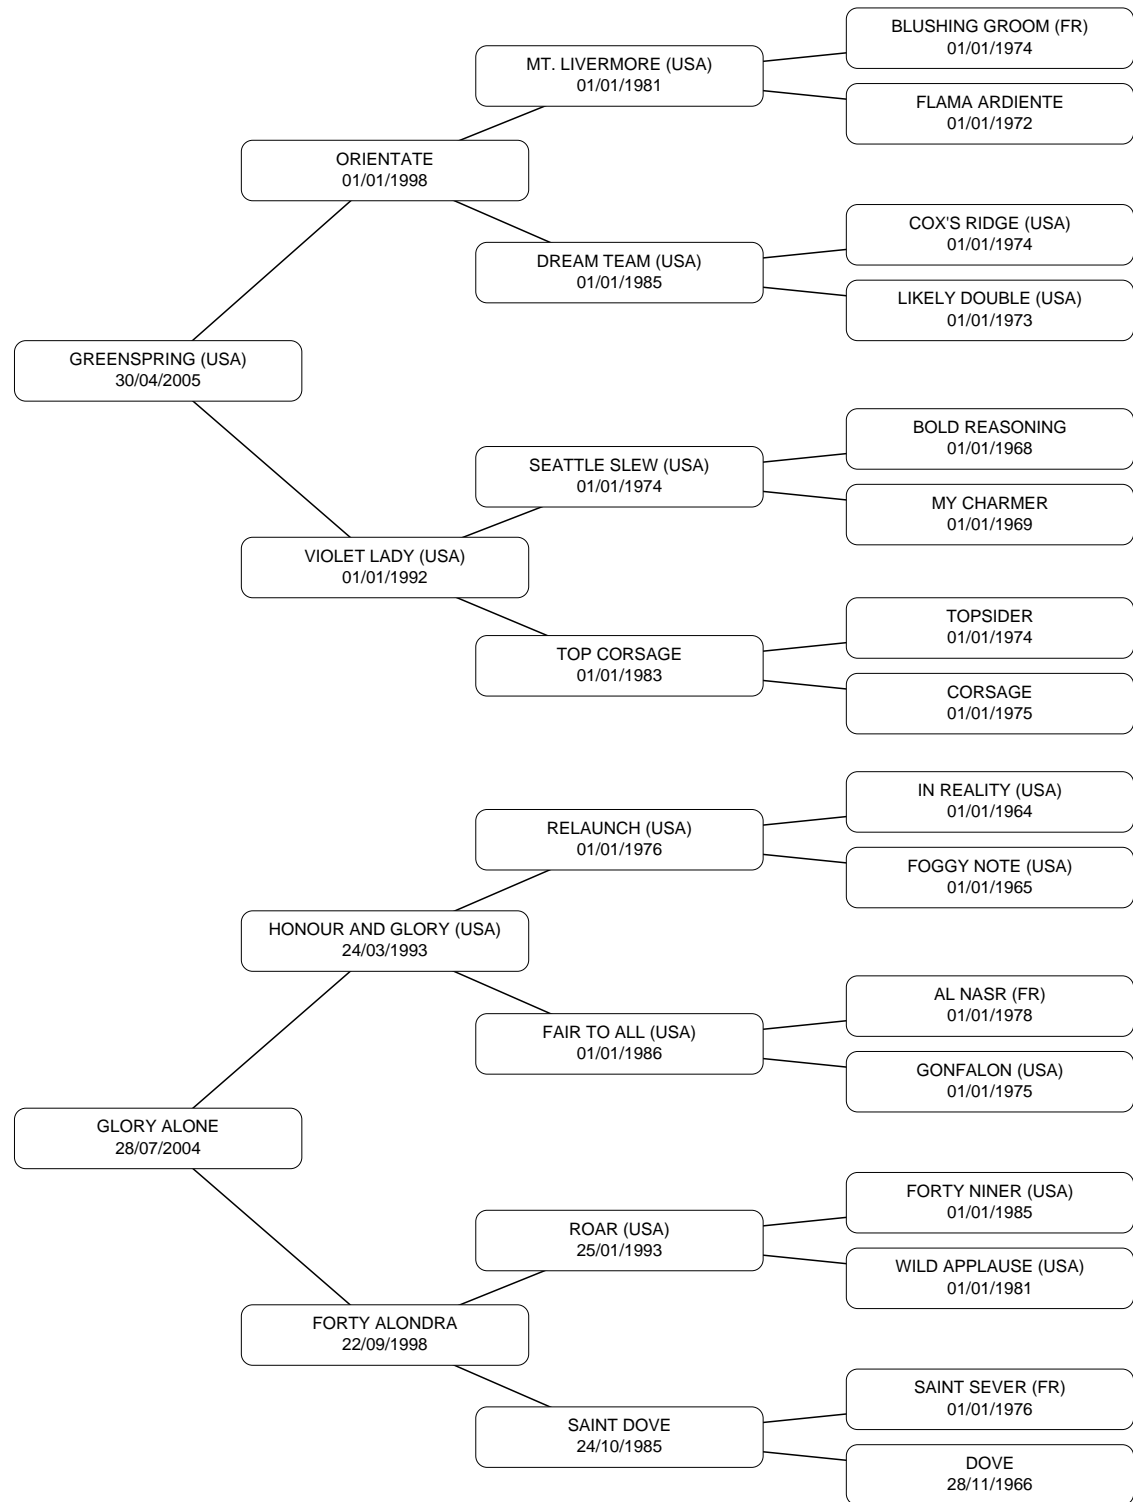 BLUSHING GROOM (FR)
01/01/1974
MT. LIVERMORE (USA)
01/01/1981
FLAMA ARDIENTE
01/01/1972
ORIENTATE
01/01/1998
COX'S RIDGE (USA)
01/01/1974
DREAM TEAM (USA)
01/01/1985
LIKELY DOUBLE (USA)
01/01/1973
GREENSPRING (USA)
30/04/2005
BOLD REASONING
01/01/1968
SEATTLE SLEW (USA)
01/01/1974
MY CHARMER
01/01/1969
VIOLET LADY (USA)
01/01/1992
TOPSIDER
01/01/1974
TOP CORSAGE
01/01/1983
CORSAGE
01/01/1975
IN REALITY (USA)
01/01/1964
RELAUNCH (USA)
01/01/1976
FOGGY NOTE (USA)
01/01/1965
HONOUR AND GLORY (USA)
24/03/1993
AL NASR (FR)
01/01/1978
FAIR TO ALL (USA)
01/01/1986
GONFALON (USA)
01/01/1975
GLORY ALONE
28/07/2004
FORTY NINER (USA)
01/01/1985
ROAR (USA)
25/01/1993
WILD APPLAUSE (USA)
01/01/1981
FORTY ALONDRA
22/09/1998
SAINT SEVER (FR)
01/01/1976
SAINT DOVE
24/10/1985
DOVE
28/11/1966